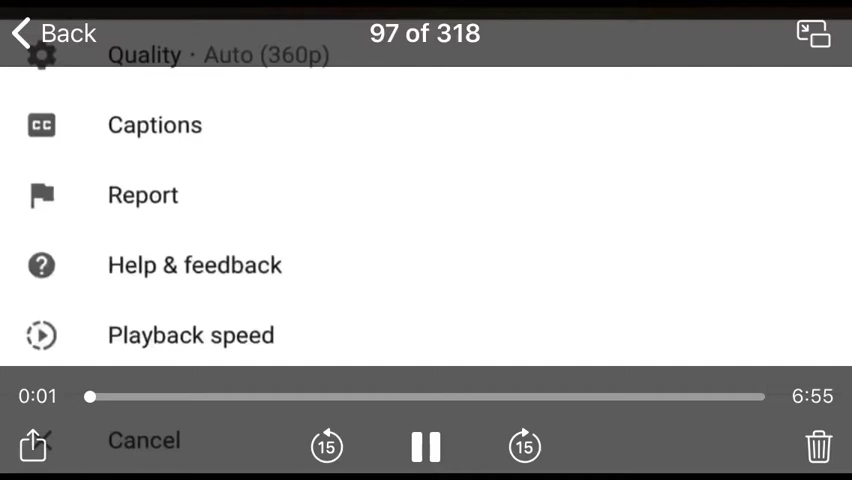 Back
97 of 318
Quality · Auto (360p)
CC
Captions
Report
?
Help & feedback
Playback speed
0:01
6:55
Cancel
15
15